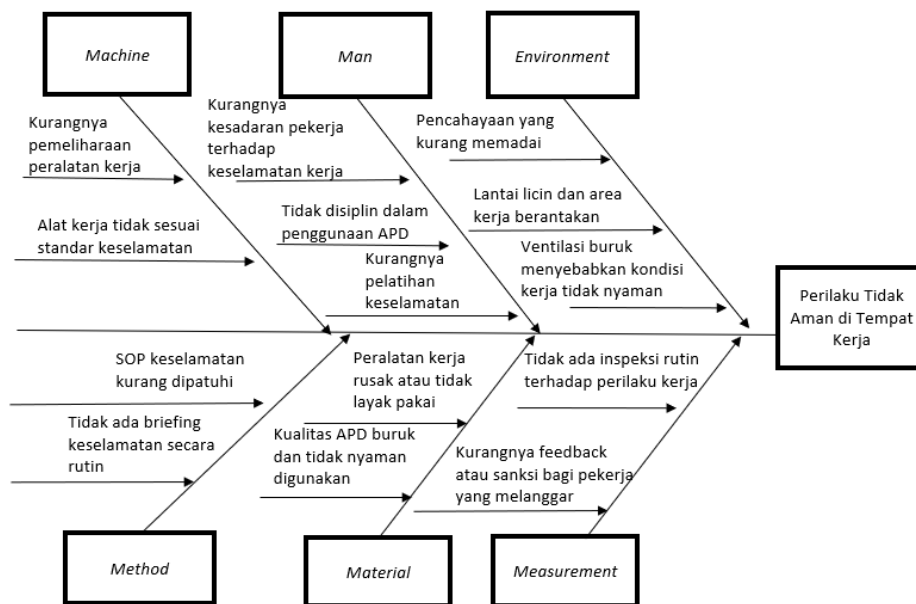 Machine
Man
Environment
Kurangnya
pemeliharaan
peralatan kerja
Alat kerja tidak sesuai
standar keselamatan
Kurangnya
kesadaran pekerja
terhadap
keselamatan kerja
Tidak disiplin dalam
penggunaan APD
Kurangnya
pelatihan
keselamatan
Pencahayaan yang
kurang memadai
Lantai licin dan area
kerja berantakan
Ventilasi buruk
menyebabkan kondisi
kerja tidak nyaman
Perilaku Tidak
Aman di Tempat
Kerja
SOP keselamatan
kurang dipatuhi
Tidak ada briefing
keselamatan secara
rutin
Peralatan kerja
rusak atau tidak
layak pakai
Kualitas APD buruk
dan tidak nyaman
digunakan
Tidak ada inspeksi rutin
terhadap perilaku kerja
Kurangnya feedback
atau sanksi bagi pekerja
yang melanggar
Method
Material
Measurement